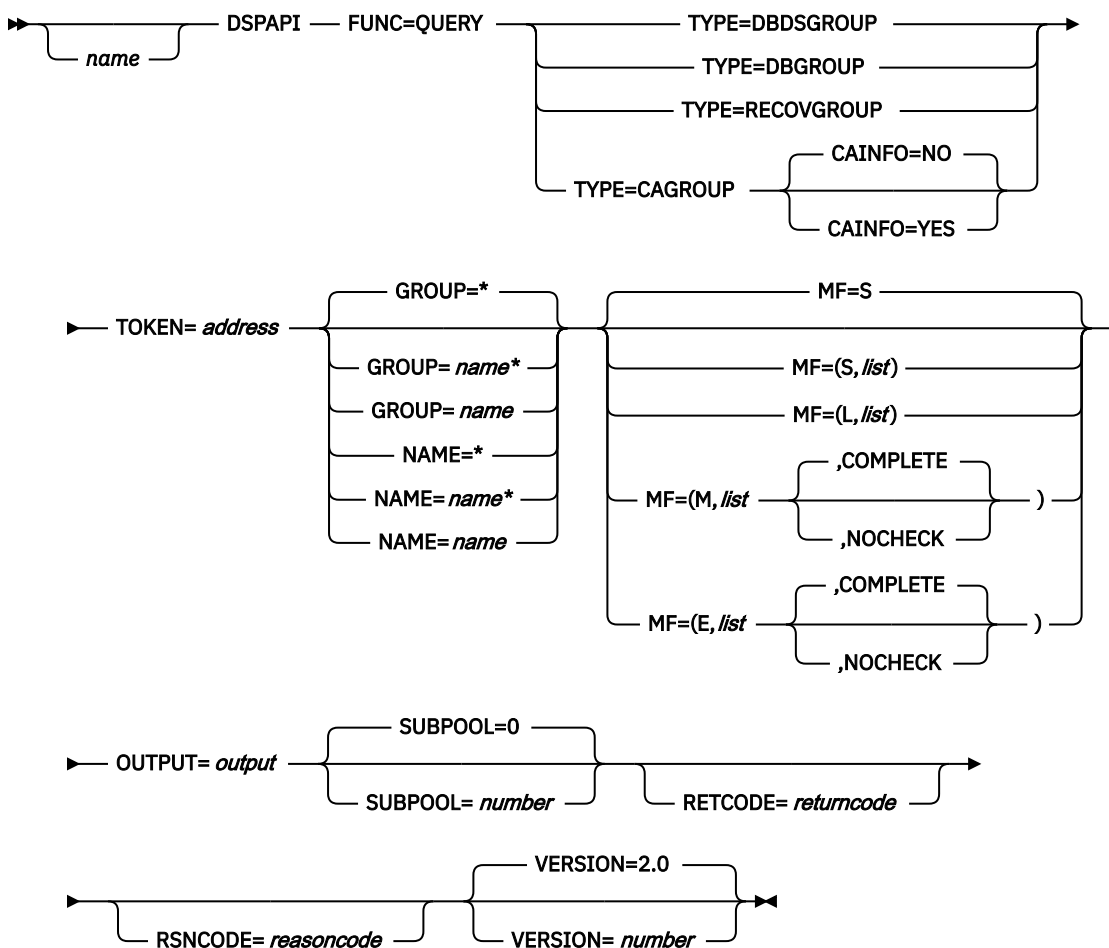 DSPAPI FUNC=QUERY TYPE=DBDSGROUP
name
TYPE=DBGROUP
TYPE=RECOVGROUP
CAINFO=NO
TYPE=CAGROUP
CAINFO=YES
GROUP=* MF=S
TOKEN= address
GROUP= name* MF=(S,list)
GROUP= name MF=(L,list)
NAME=* ,COMPLETE
NAME= name* MF=(M,list )
NAME= name ,NOCHECK
,COMPLETE
MF=(E,list )
,NOCHECK
SUBPOOL=0
OUTPUT= output
SUBPOOL= number RETCODE= returncode
VERSION=2.0
RSNCODE= reasoncode VERSION= number